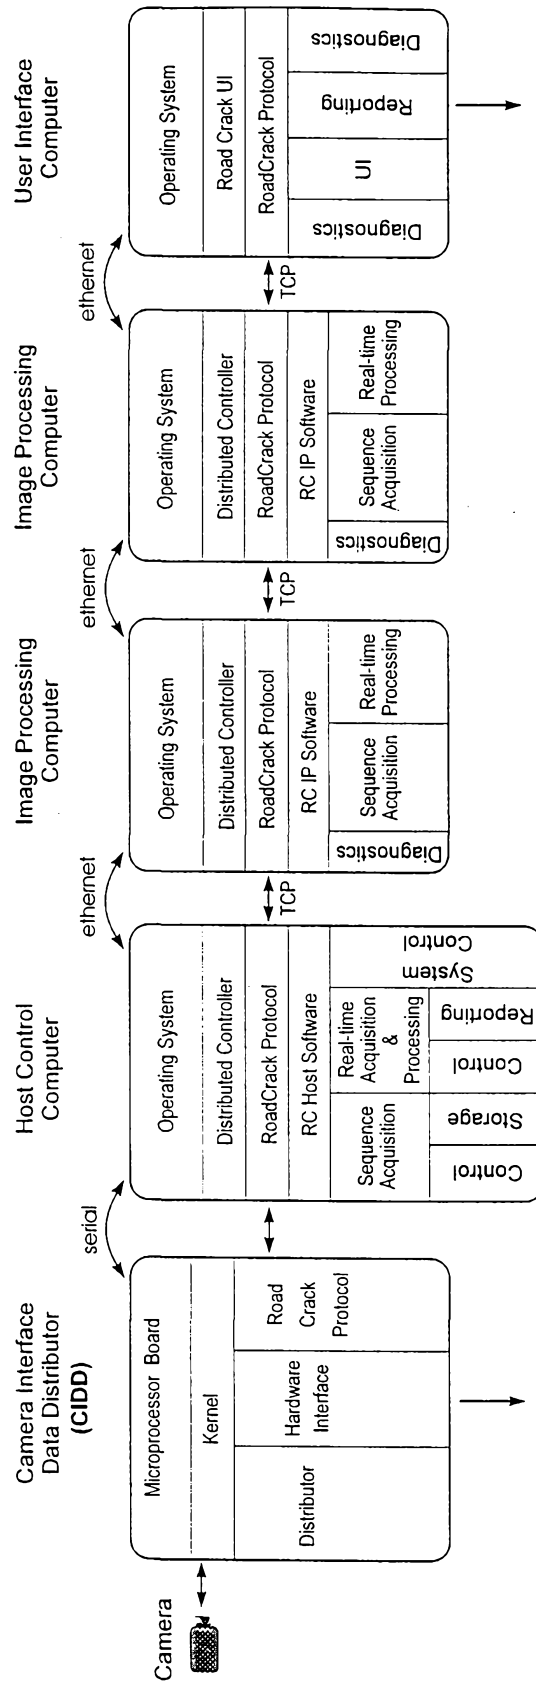 Camera
Camera Interface
Data Distributor
(CIDD)
Microprocessor Board
Kernel
Distributor
Hardware
Interface
Road
Crack
Protocol
serial
Host Control
Computer
Operating System
Distributed Controller
RoadCrack Protocol
RC Host Software
Sequence
Acquisition
Real-time
Acquisition
&
Processing
System
Control
Control
Storage
Control
Reporting
ethernet
TCP
Image Processing
Computer
Operating System
Distributed Controller
RoadCrack Protocol
RC IP Software
Diagnostics
Sequence
Acquisition
Real-time
Processing
ethernet
TCP
Image Processing
Computer
Operating System
Distributed Controller
RoadCrack Protocol
RC IP Software
Diagnostics
Sequence
Acquisition
Real-time
Processing
ethernet
TCP
User Interface
Computer
Operating System
Road Crack UI
RoadCrack Protocol
Diagnostics
UI
Reporting
Diagnostics